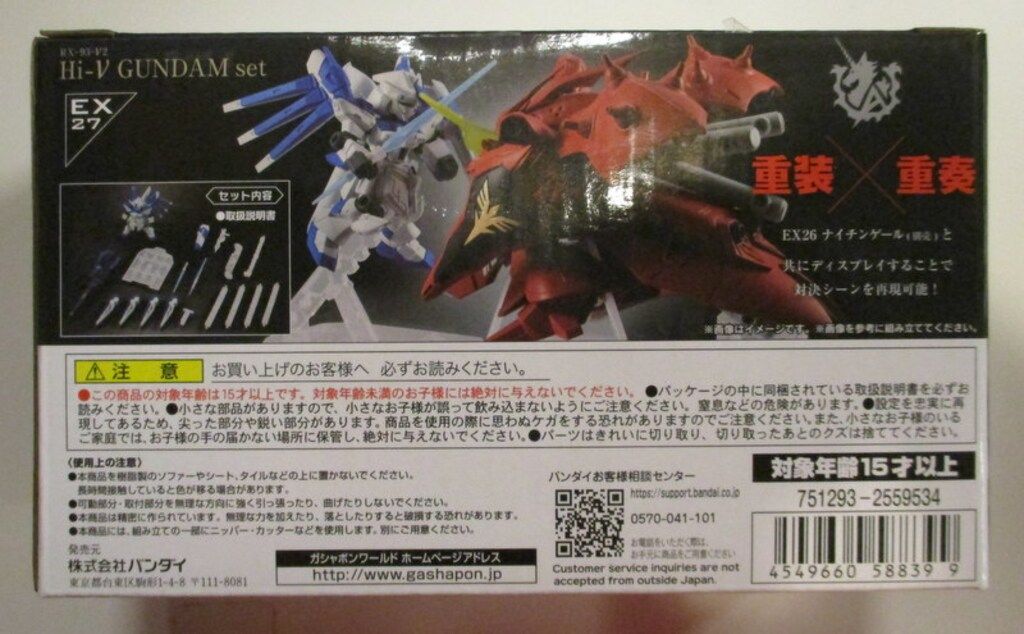 RX-93-ν2
Hi-ν GUNDAM set
EX
27
セット内容
●取扱説明書
重装×重奏
EX26 ナイチンゲール(別売)と
共にディスプレイすることで
対決シーンを再現可能!
※画像はイメージです。※画像を参考に組み立ててください。
注意 お買い上げのお客様へ 必ずお読みください。
●この商品の対象年齢は15才以上です。対象年齢未満のお子様には絶対に与えないでください。●パッケージの中に同梱されている取扱説明書を必ずお
読みください。●小さな部品がありますので、小さなお子様が誤って飲み込まないようにご注意ください。窒息などの危険があります。●設定を忠実に再
現してあるため、尖った部分や鋭い部分があります。商品を使用の際に思わぬケガをする恐れがありますのでご注意ください。また、小さなお子様のいる
ご家庭では、お子様の手の届かない場所に保管し、絶対に与えないでください。●パーツはきれいに切り取り、切り取ったあとのクズは捨ててください。
〈使用上の注意〉
●本商品を樹脂製のソファーやシート、タイルなどの上に置かないでください。
長時間接触していると色が移る場合があります。
●可動部分・取付部分を無理な方向に強く引っ張ったり、曲げたりしないでください。
●本商品は精密に作られています。無理な力を加えたり、落としたりすると破損する恐れがあります。
●本商品には、組み立ての一部にニッパー・カッターなどを使用します。別にご用意ください。
発売元
株式会社バンダイ
東京都台東区駒形1-4-8 〒111-8081
ガシャポンワールド ホームページアドレス
http://www.gashapon.jp
バンダイお客様相談センター
https://support.bandai.co.jp
0570-041-101
お電話をいただく際は、
お手元に商品をご用意ください
Customer service inquiries are not
accepted from outside Japan.
対象年齢15才以上
751293-2559534
4549660 58839 9